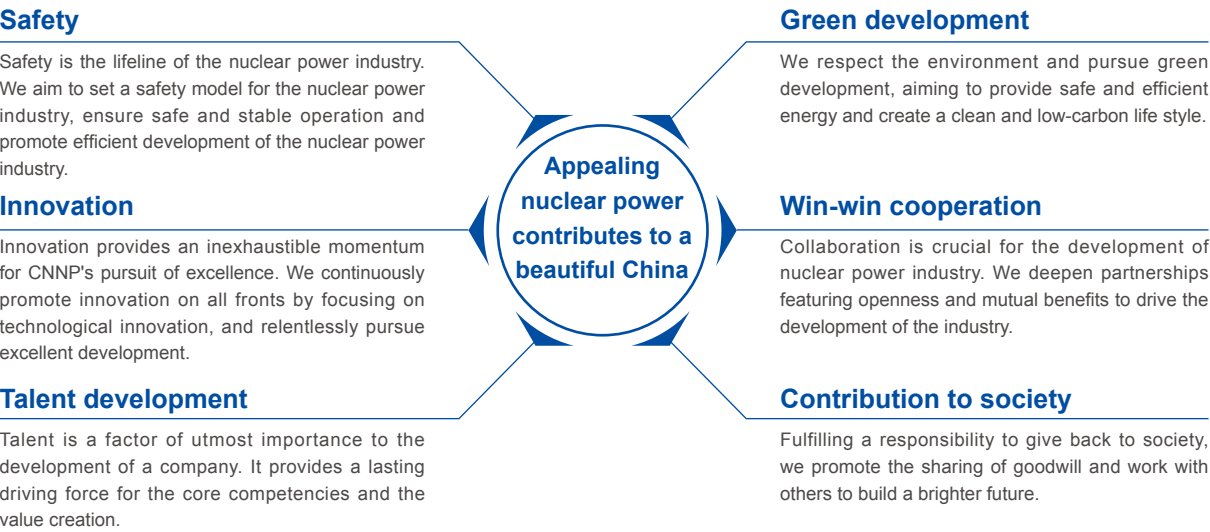 Safety
Safety is the lifeline of the nuclear power industry.
We aim to set a safety model for the nuclear power
industry, ensure safe and stable operation and
promote efficient development of the nuclear power
industry.
Innovation
Innovation provides an inexhaustible momentum
for CNNP's pursuit of excellence. We continuously
promote innovation on all fronts by focusing on
technological innovation, and relentlessly pursue
excellent development.
Talent development
Talent is a factor of utmost importance to the
development of a company. It provides a lasting
driving force for the core competencies and the
value creation.
Appealing
nuclear power
contributes to a
beautiful China
Green development
We respect the environment and pursue green
development, aiming to provide safe and efficient
energy and create a clean and low-carbon life style.
Win-win cooperation
Collaboration is crucial for the development of
nuclear power industry. We deepen partnerships
featuring openness and mutual benefits to drive the
development of the industry.
Contribution to society
Fulfilling a responsibility to give back to society,
we promote the sharing of goodwill and work with
others to build a brighter future.